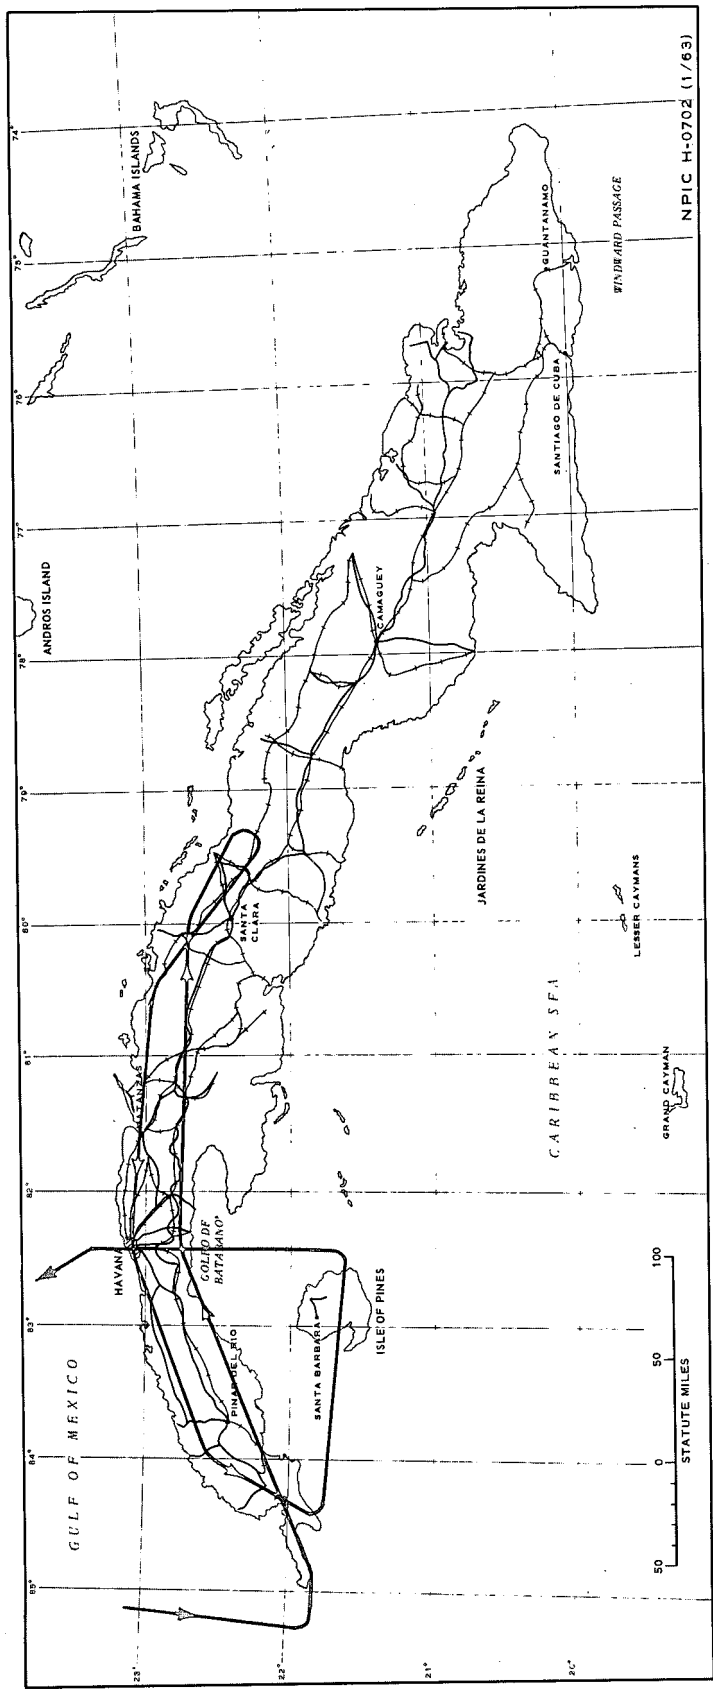 74°
75°
76°
77°
78°
79°
80°
81°
82°
83°
84°
85°
23°
22°
21°
20°
BAHAMA ISLANDS
ANDROS ISLAND
GULF OF MEXICO
HAVANA
MATANZAS
PINAR DEL RIO
GOLFO DE
BATABANO
SANTA BARBARA
ISLE OF PINES
SANTA
CLARA
CAMAGUEY
JARDINES DE LA REINA
SANTIAGO DE CUBA
GUANTANAMO
WINDWARD PASSAGE
CARIBBEAN SEA
LESSER CAYMANS
GRAND CAYMAN
50 0 50 100
STATUTE MILES
NPIC H-0702 (1/63)